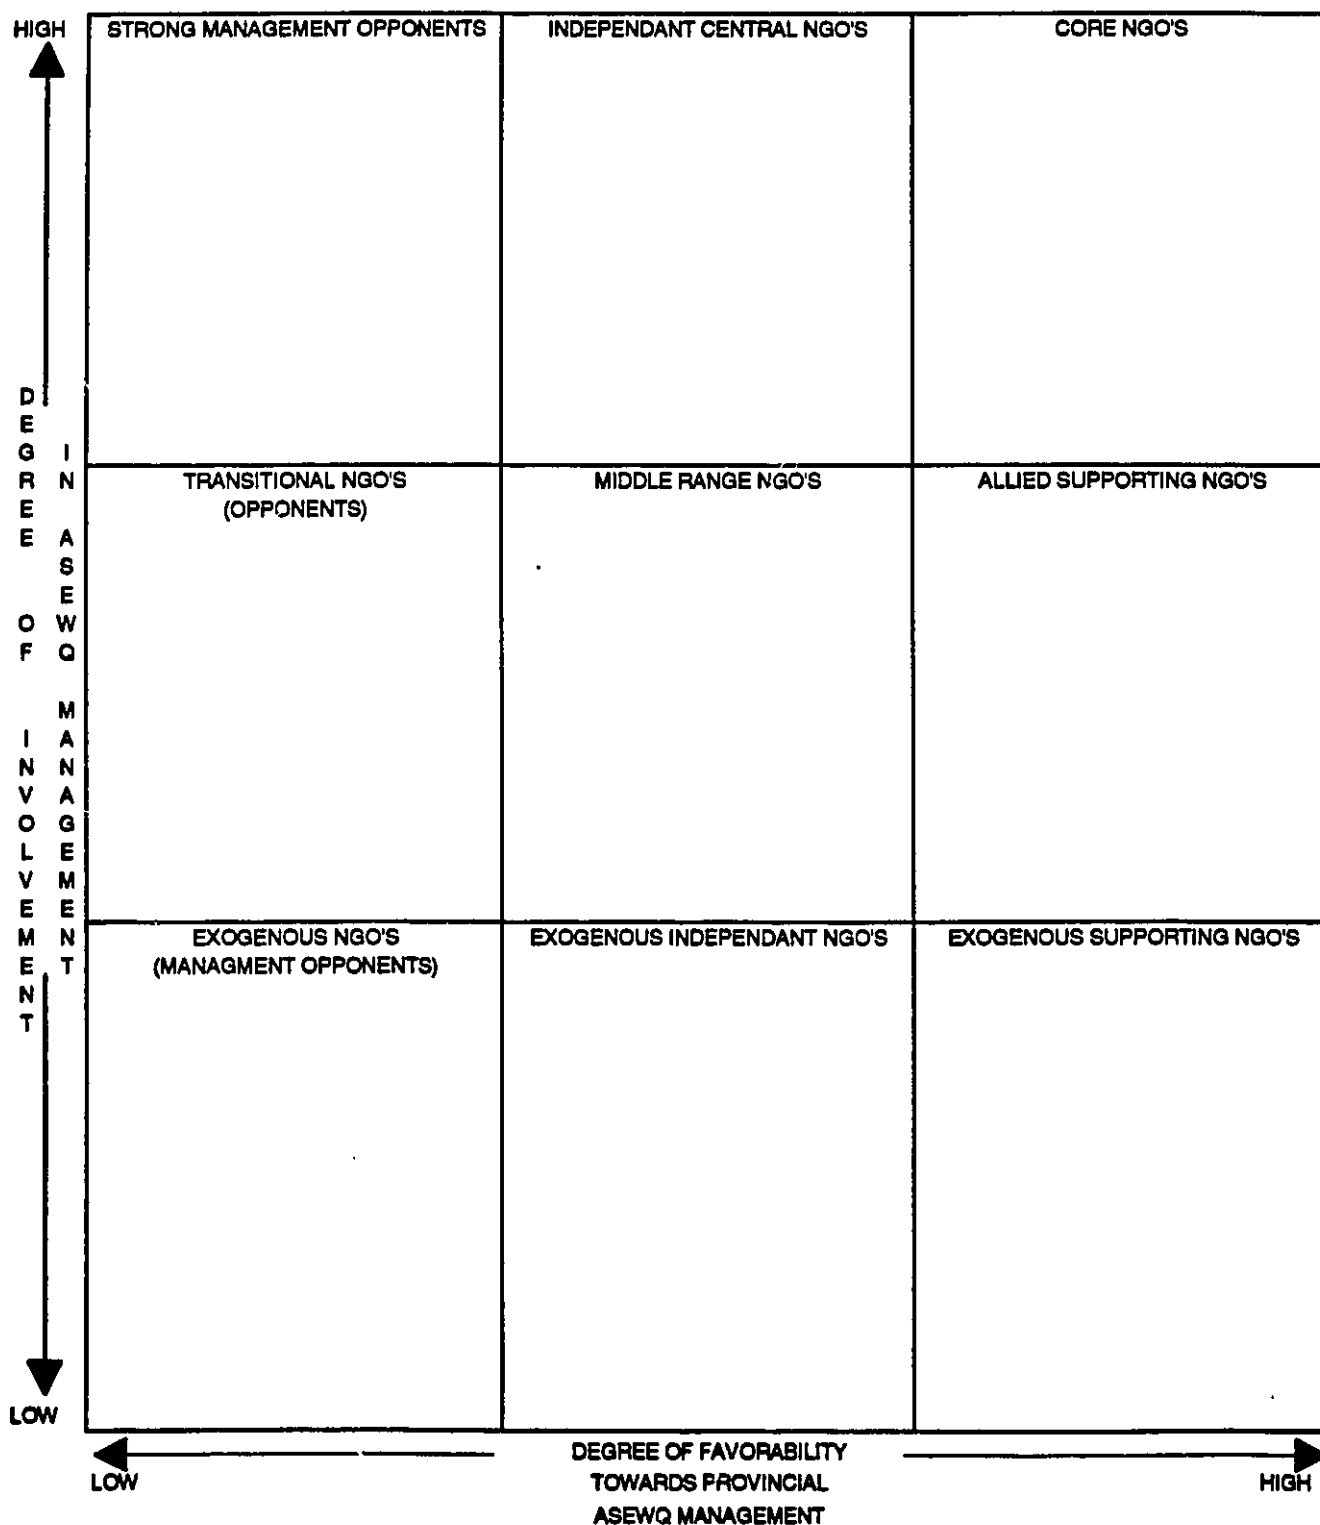 HIGH
STRONG MANAGEMENT OPPONENTS
INDEPENDANT CENTRAL NGO'S
CORE NGO'S
DEGREE OF INVOLVEMENT
IN ASEWQ MANAGEMENT
TRANSITIONAL NGO'S
(OPPONENTS)
MIDDLE RANGE NGO'S
ALLIED SUPPORTING NGO'S
EXOGENOUS NGO'S
(MANAGMENT OPPONENTS)
EXOGENOUS INDEPENDANT NGO'S
EXOGENOUS SUPPORTING NGO'S
LOW
LOW
DEGREE OF FAVORABILITY
TOWARDS PROVINCIAL
ASEWQ MANAGEMENT
HIGH